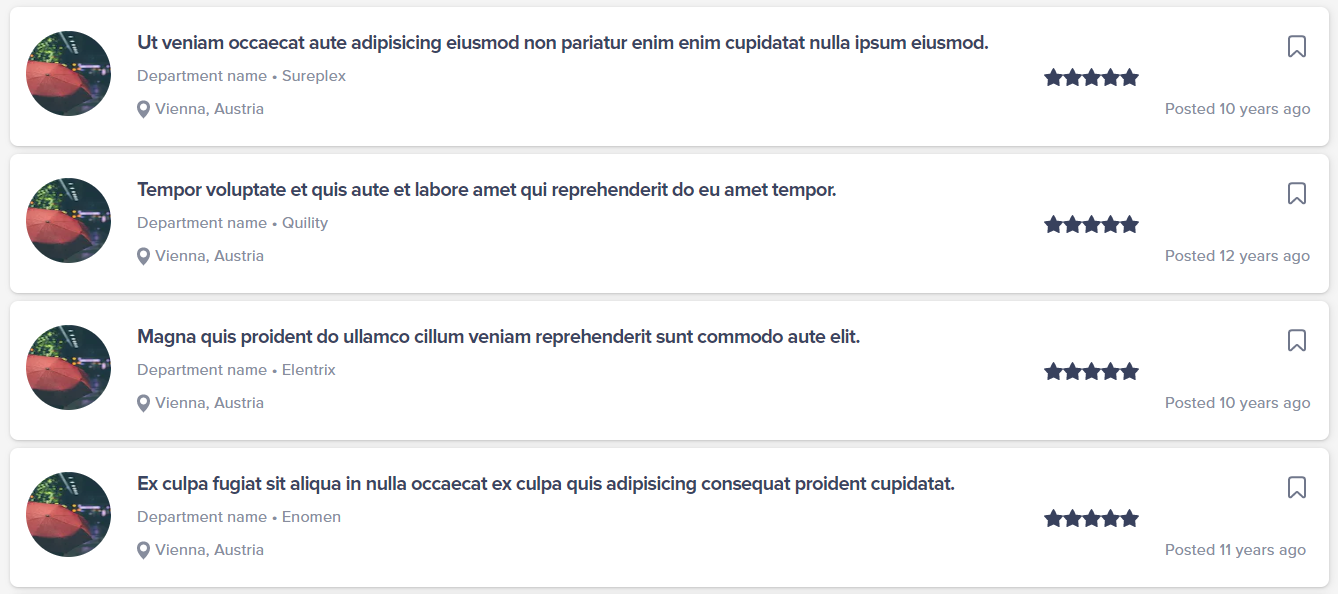 Ut veniam occaecat aute adipisicing eiusmod non pariatur enim enim cupidatat nulla ipsum eiusmod.
Department name • Sureplex
Vienna, Austria
Posted 10 years ago
Tempor voluptate et quis aute et labore amet qui reprehenderit do eu amet tempor.
Department name • Quility
Vienna, Austria
Posted 12 years ago
Magna quis proident do ullamco cillum veniam reprehenderit sunt commodo aute elit.
Department name • Elentrix
Vienna, Austria
Posted 10 years ago
Ex culpa fugiat sit aliqua in nulla occaecat ex culpa quis adipisicing consequat proident cupidatat.
Department name • Enomen
Vienna, Austria
Posted 11 years ago